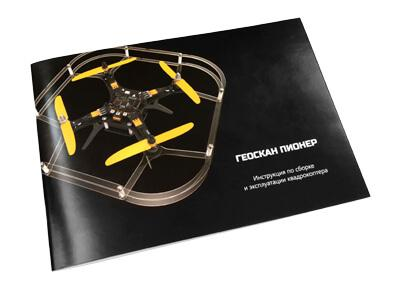 ГЕОСКАН ПИОНЕР
Инструкция по сборке
и эксплуатации квадрокоптера